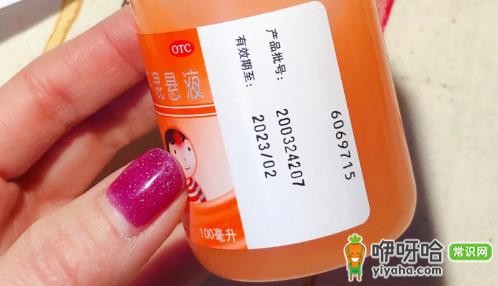 OTC
混悬液
100毫升
产品批号: 200324207
有效期至: 2023/02
6069715
咿呀哈 常识网
yiyaha.com